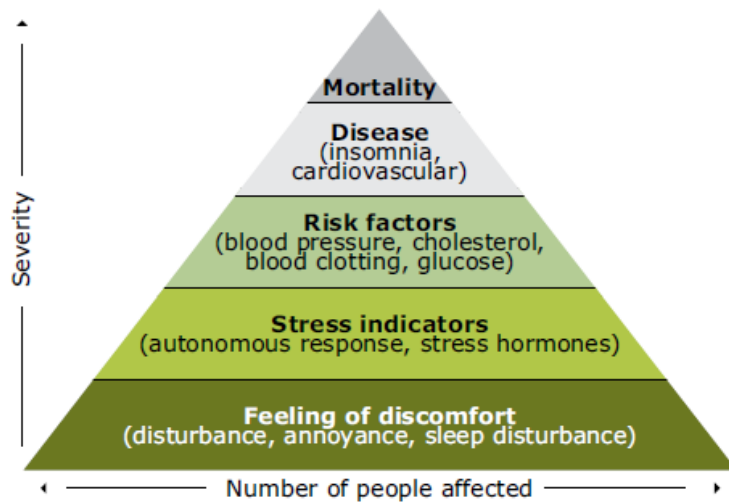 Mortality
Disease
(insomnia,
cardiovascular)
Risk factors
(blood pressure, cholesterol,
blood clotting, glucose)
Stress indicators
(autonomous response, stress hormones)
Feeling of discomfort
(disturbance, annoyance, sleep disturbance)
Severity
Number of people affected